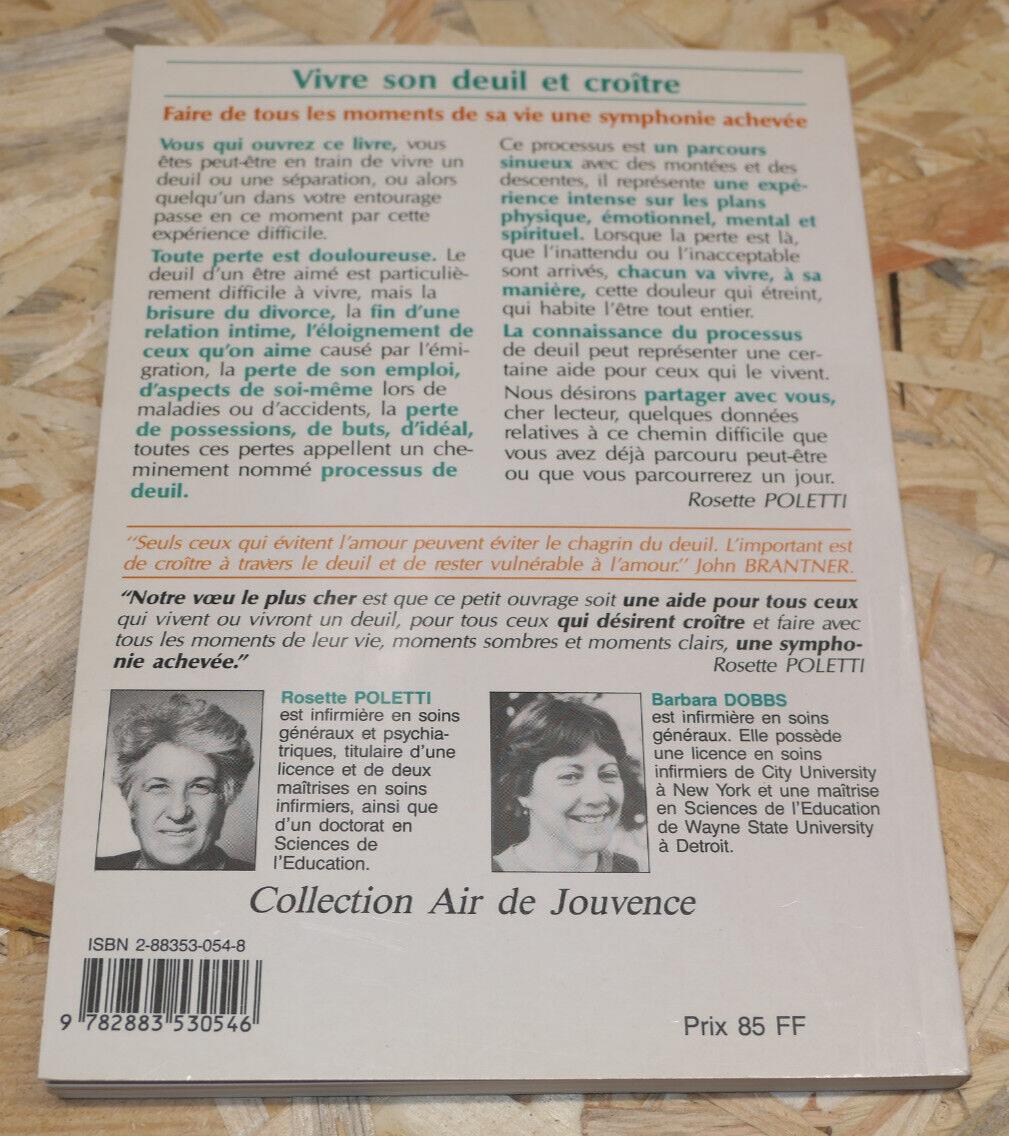 Vivre son deuil et croître
Faire de tous les moments de sa vie une symphonie achevée
Vous qui ouvrez ce livre, vous
êtes peut-être en train de vivre un
deuil ou une séparation, ou alors
quelqu'un dans votre entourage
passe en ce moment par cette
expérience difficile.
Toute perte est douloureuse. Le
deuil d'un être aimé est particuliè-
rement difficile à vivre, mais la
brisure du divorce, la fin d'une
relation intime, l'éloignement de
ceux qu'on aime causé par l'émi-
gration, la perte de son emploi,
d'aspects de soi-même lors de
maladies ou d'accidents, la perte
de possessions, de buts, d'idéal,
toutes ces pertes appellent un che-
minement nommé processus de
deuil.
Ce processus est un parcours
sinueux avec des montées et des
descentes, il représente une expé-
rience intense sur les plans
physique, émotionnel, mental et
spirituel. Lorsque la perte est là,
que l'inattendu ou l'inacceptable
sont arrivés, chacun va vivre, à sa
manière, cette douleur qui étreint,
qui habite l'être tout entier.
La connaissance du processus
de deuil peut représenter une cer-
taine aide pour ceux qui le vivent.
Nous désirons partager avec vous,
cher lecteur, quelques données
relatives à ce chemin difficile que
vous avez déjà parcouru peut-être
ou que vous parcourrerez un jour.
Rosette POLETTI
"Seuls ceux qui évitent l'amour peuvent éviter le chagrin du deuil. L'important est
de croître à travers le deuil et de rester vulnérable à l'amour." John BRANTNER.
"Notre vœu le plus cher est que ce petit ouvrage soit une aide pour tous ceux
qui vivent ou vivront un deuil, pour tous ceux qui désirent croître et faire avec
tous les moments de leur vie, moments sombres et moments clairs, une sympho-
nie achevée." Rosette POLETTI
Rosette POLETTI
est infirmière en soins
généraux et psychia-
triques, titulaire d'une
licence et de deux
maîtrises en soins
infirmiers, ainsi que
d'un doctorat en
Sciences de
l'Education.
Barbara DOBBS
est infirmière en soins
généraux. Elle possède
une licence en soins
infirmiers de City University
à New York et une maîtrise
en Sciences de l'Education
de Wayne State University
à Detroit.
Collection Air de Jouvence
ISBN 2-88353-054-8
9 782883 530546
Prix 85 FF